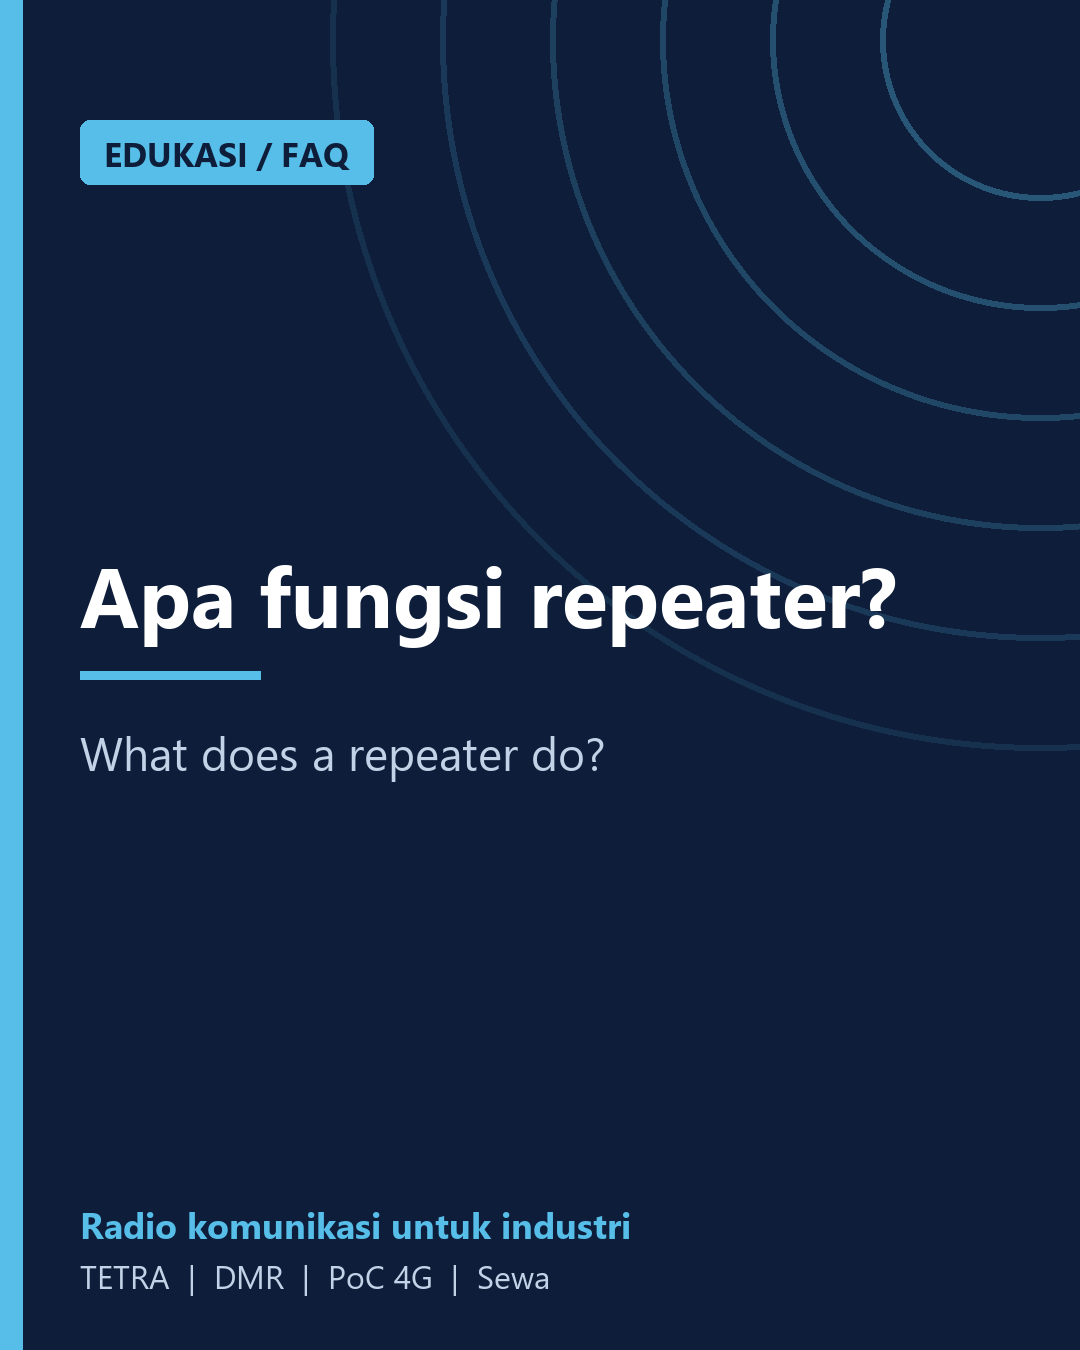 EDUKASI / FAQ
Apa fungsi repeater?
What does a repeater do?
Radio komunikasi untuk industri
TETRA | DMR | PoC 4G | Sewa